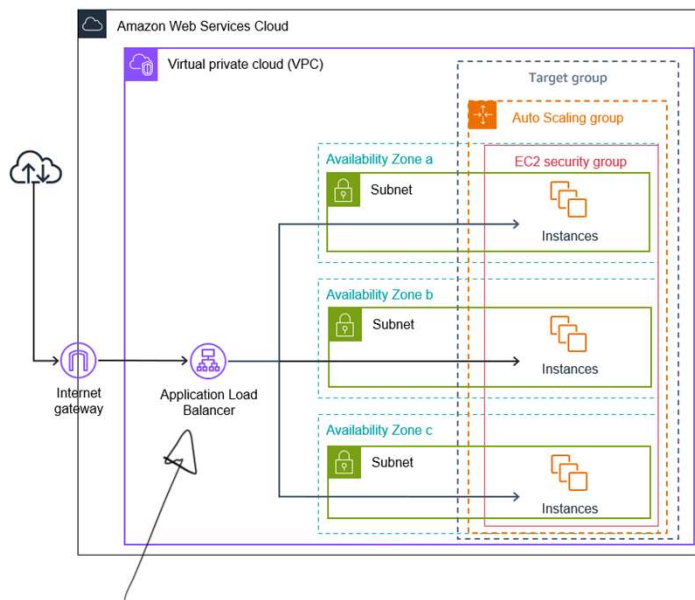 Amazon Web Services Cloud
Virtual private cloud (VPC)
Target group
Auto Scaling group
Availability Zone a
EC2 security group
Subnet
Instances
Availability Zone b
Subnet
Instances
Internet
gateway
Application Load
Balancer
Availability Zone c
Subnet
Instances